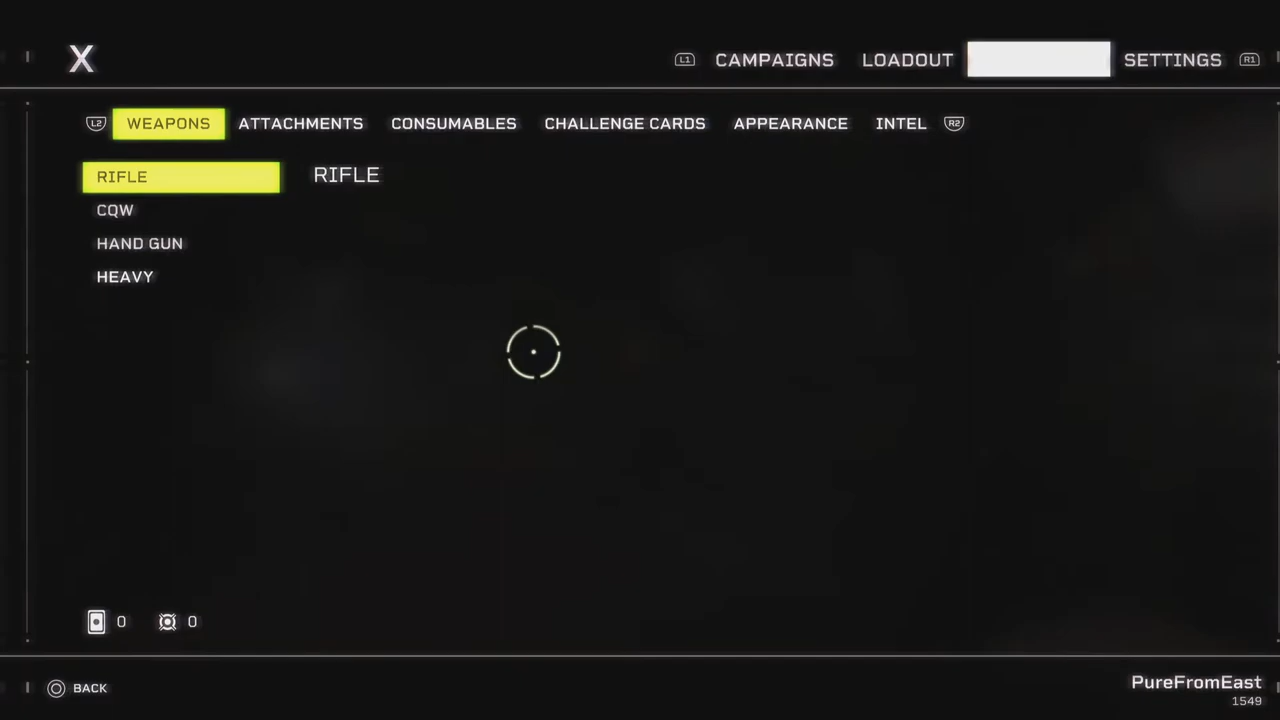 X
L1 CAMPAIGNS LOADOUT SETTINGS R1
L2 WEAPONS ATTACHMENTS CONSUMABLES CHALLENGE CARDS APPEARANCE INTEL R2
RIFLE
RIFLE
CQW
HAND GUN
HEAVY
0 0
BACK
PureFromEast
1549